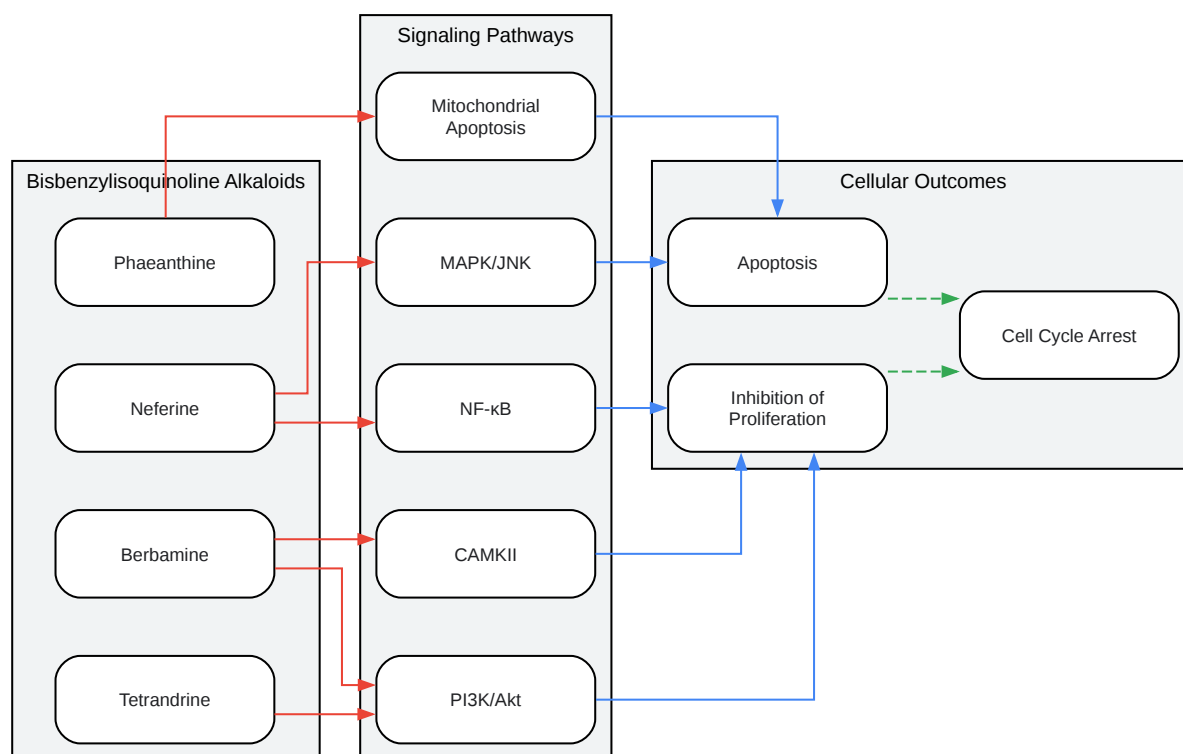 Signaling Pathways
Mitochondrial
Apoptosis
Bisbenzylisoquinoline Alkaloids
Cellular Outcomes
Phaeanthine
MAPK/JNK
Apoptosis
Cell Cycle Arrest
Neferine
NF-κB
Inhibition of
Proliferation
Berbamine
CAMKII
Tetrandrine
PI3K/Akt